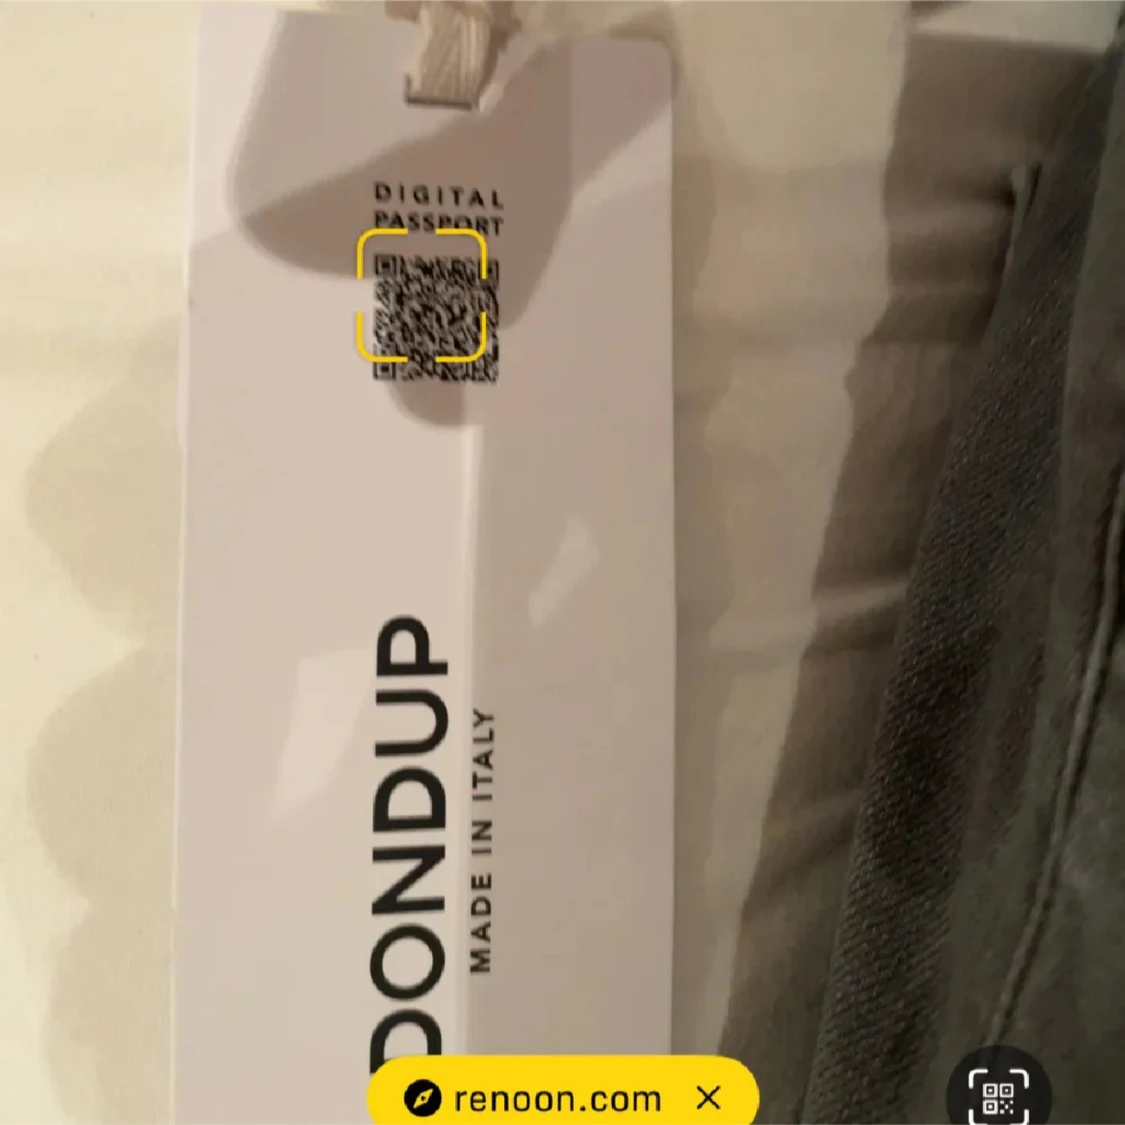 DIGITAL
PASSPORT
DONDUP
MADE IN ITALY
renoon.com